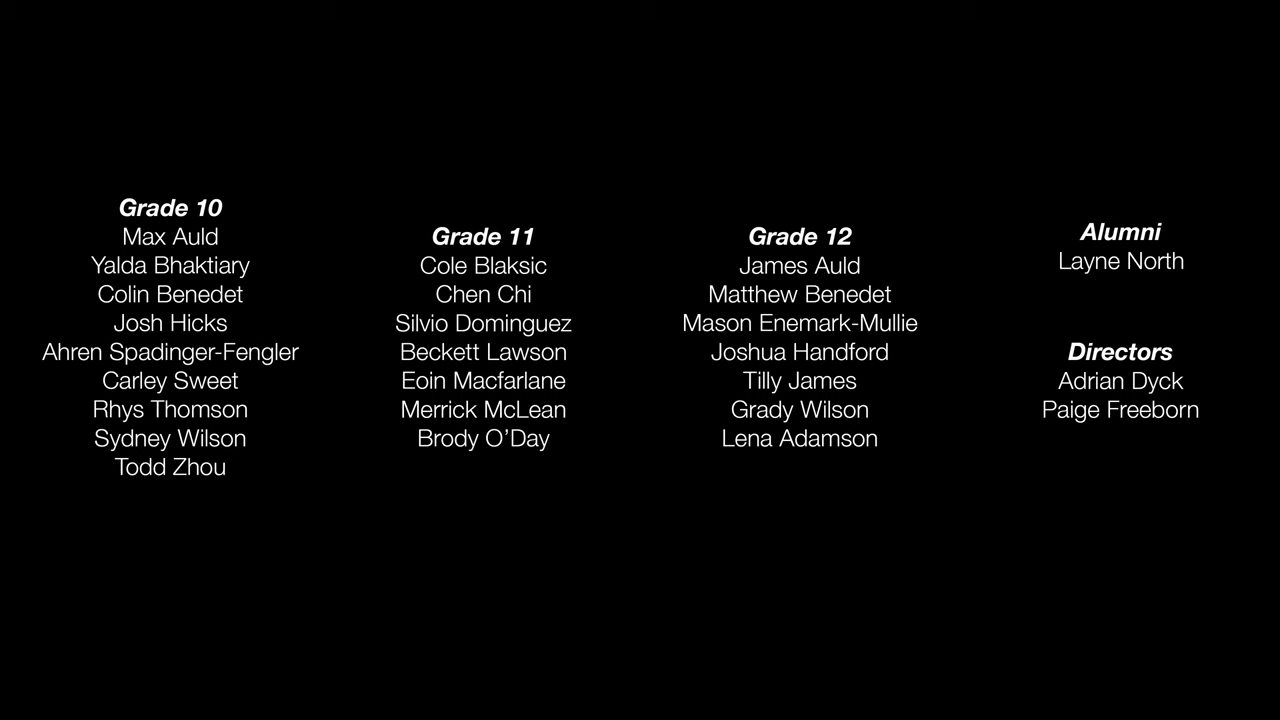 Grade 10
Max Auld
Yalda Bhaktiary
Colin Benedet
Josh Hicks
Ahren Spadinger-Fengler
Carley Sweet
Rhys Thomson
Sydney Wilson
Todd Zhou
Grade 11
Cole Blaksic
Chen Chi
Silvio Dominguez
Beckett Lawson
Eoin Macfarlane
Merrick McLean
Brody O’Day
Grade 12
James Auld
Matthew Benedet
Mason Enemark-Mullie
Joshua Handford
Tilly James
Grady Wilson
Lena Adamson
Alumni
Layne North
Directors
Adrian Dyck
Paige Freeborn